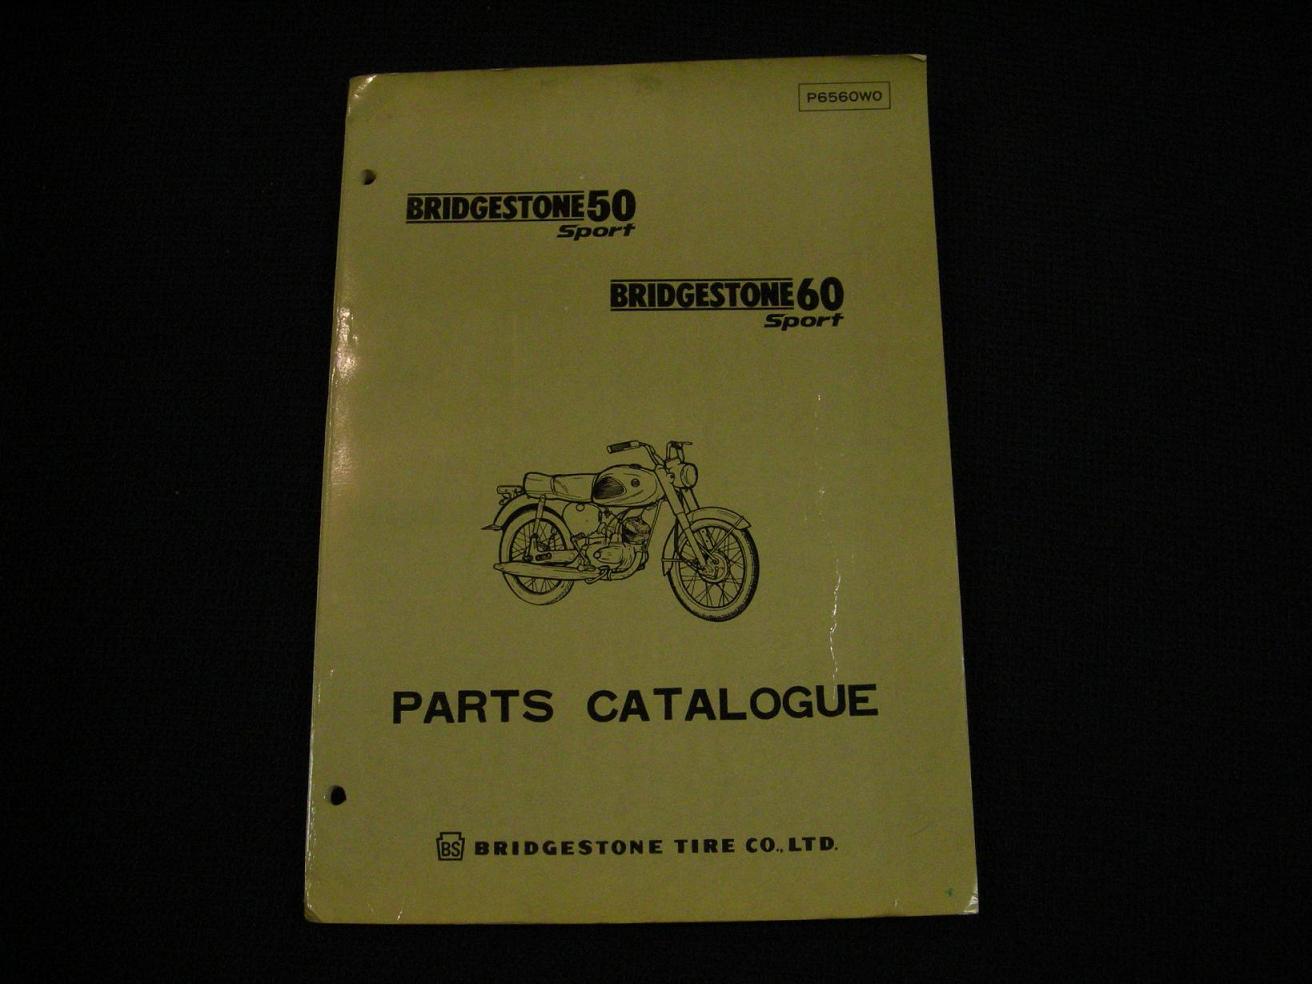 P6560W0
BRIDGESTONE 50
Sport
BRIDGESTONE 60
Sport
PARTS CATALOGUE
BS BRIDGESTONE TIRE CO., LTD.